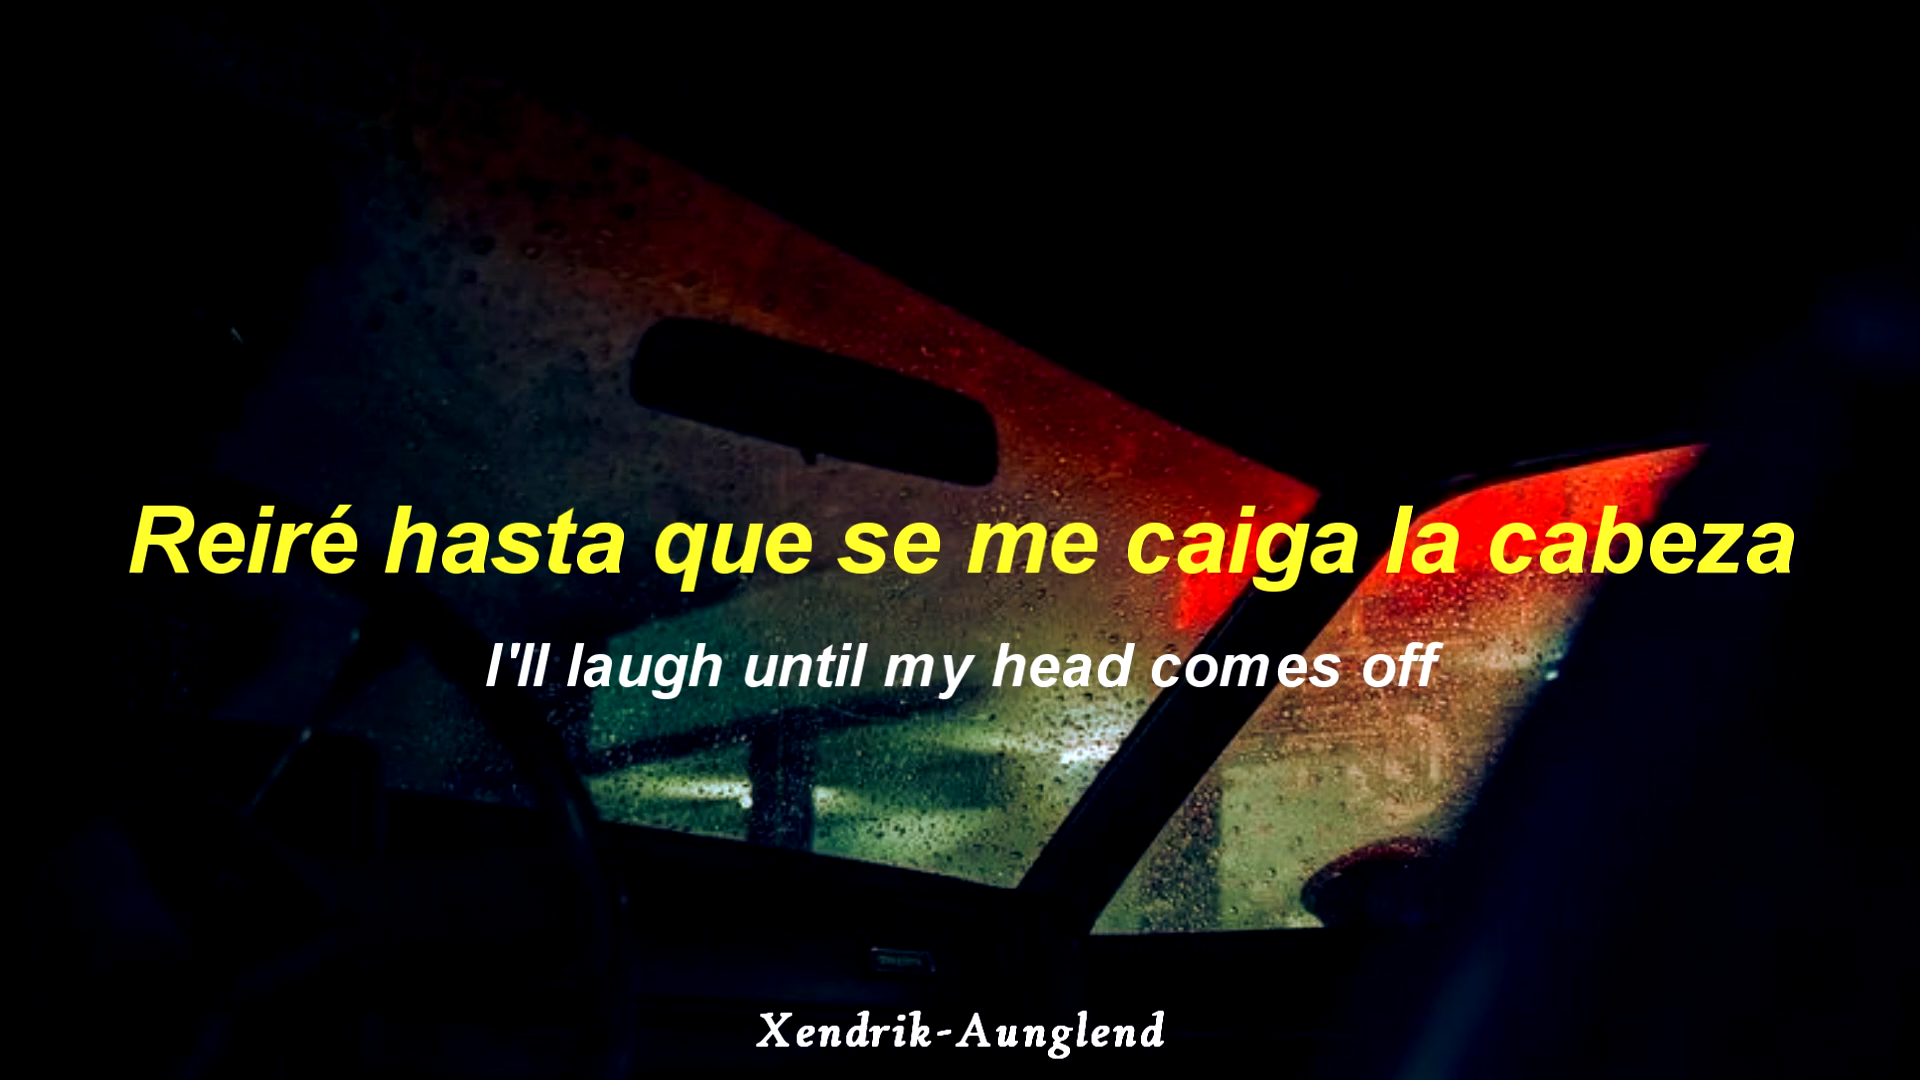 Reiré hasta que se me caiga la cabeza
I'll laugh until my head comes off
Xendrik-Aunglend